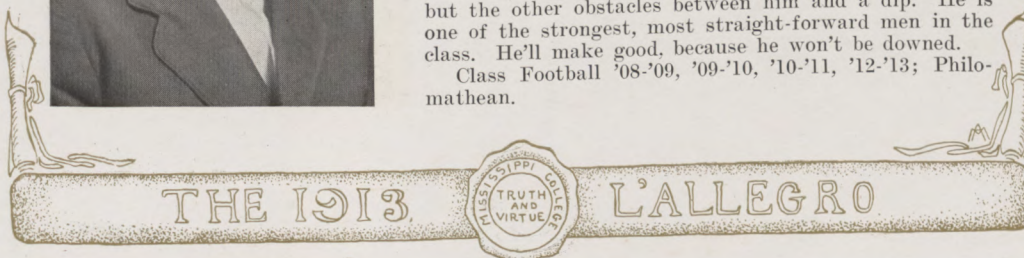 but the other obstacles between him and a dip. He is
one of the strongest, most straight-forward men in the
class. He'll make good, because he won't be downed.
Class Football '08-'09, '09-'10, '10-'11, '12-'13; Philo-
mathean.
THE 1913
MISSISSIPPI COLLEGE
TRUTH
AND
VIRTUE
L'ALLEGRO